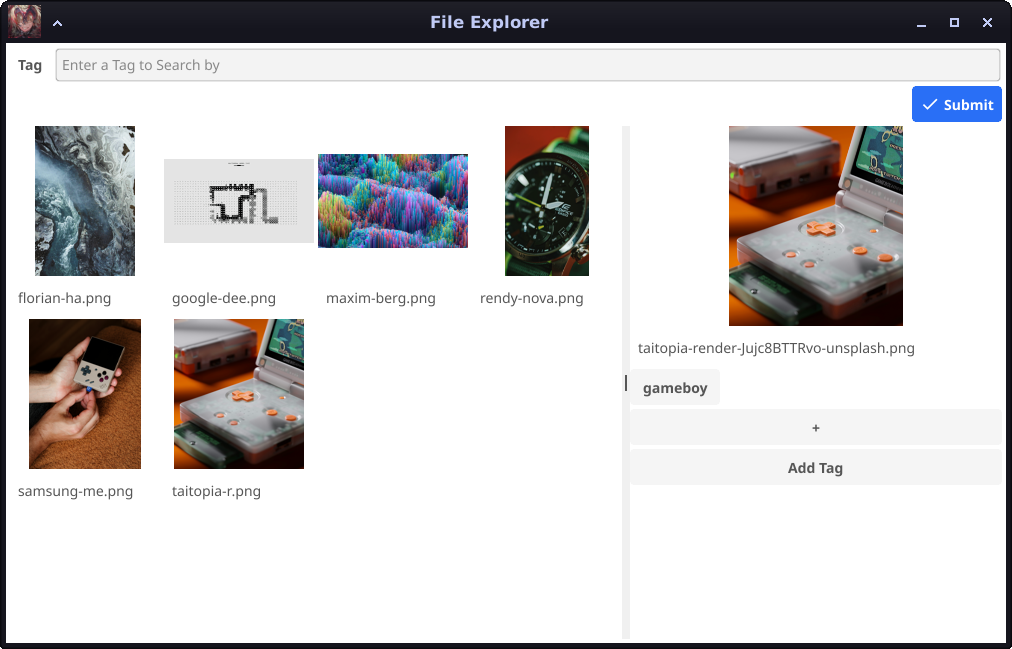 File Explorer
Tag
Enter a Tag to Search by
Submit
florian-ha.png
google-dee.png
maxim-berg.png
rendy-nova.png
samsung-me.png
taitopia-r.png
taitopia-render-Jujc8BTTRvo-unsplash.png
gameboy
+
Add Tag